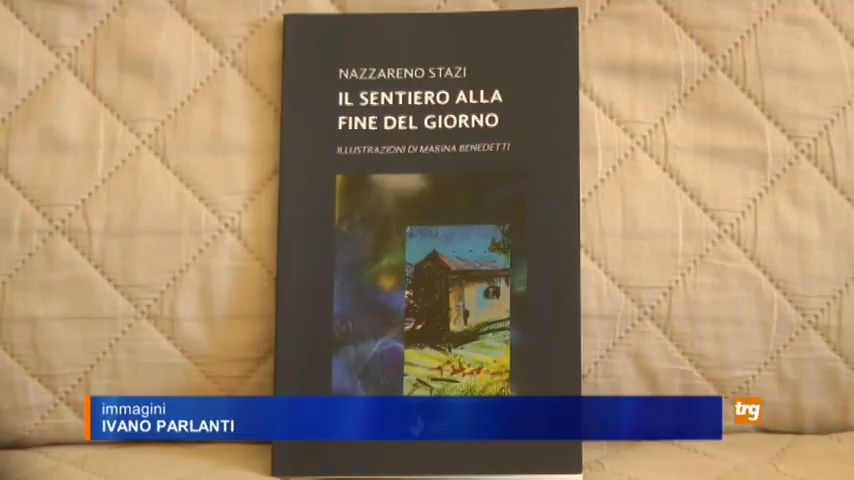 NAZZARENO STAZI
IL SENTIERO ALLA
FINE DEL GIORNO
ILLUSTRAZIONI DI MARINA BENEDETTI
immagini
IVANO PARLANTI
trg